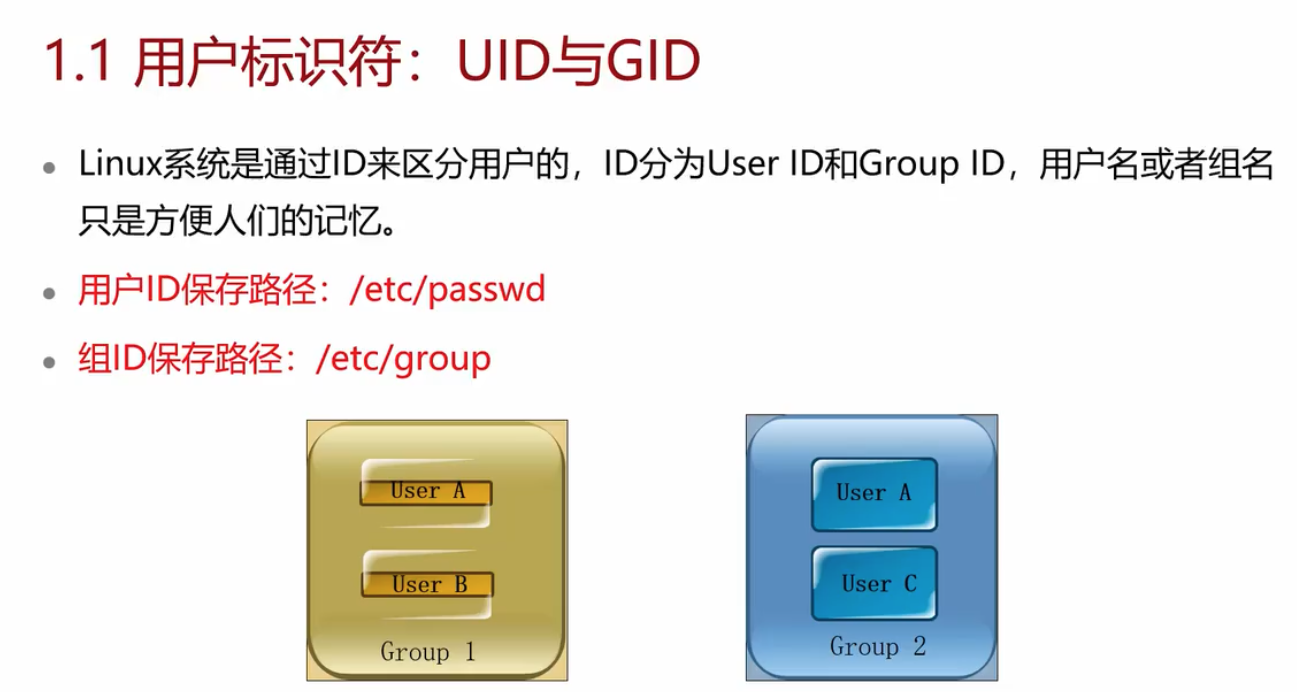 1.1 用户标识符：UID与GID
Linux系统是通过ID来区分用户的，ID分为User ID和Group ID，用户名或者组名
只是方便人们的记忆。
用户ID保存路径：/etc/passwd
组ID保存路径：/etc/group
User A
User B
Group 1
User A
User C
Group 2